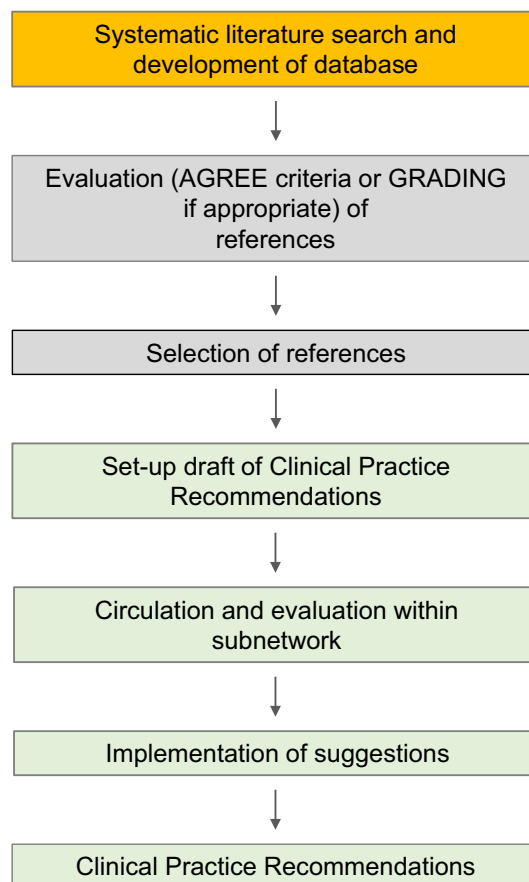 Systematic literature search and
development of database
Evaluation (AGREE criteria or GRADING
if appropriate) of
references
Selection of references
Set-up draft of Clinical Practice
Recommendations
Circulation and evaluation within
subnetwork
Implementation of suggestions
Clinical Practice Recommendations